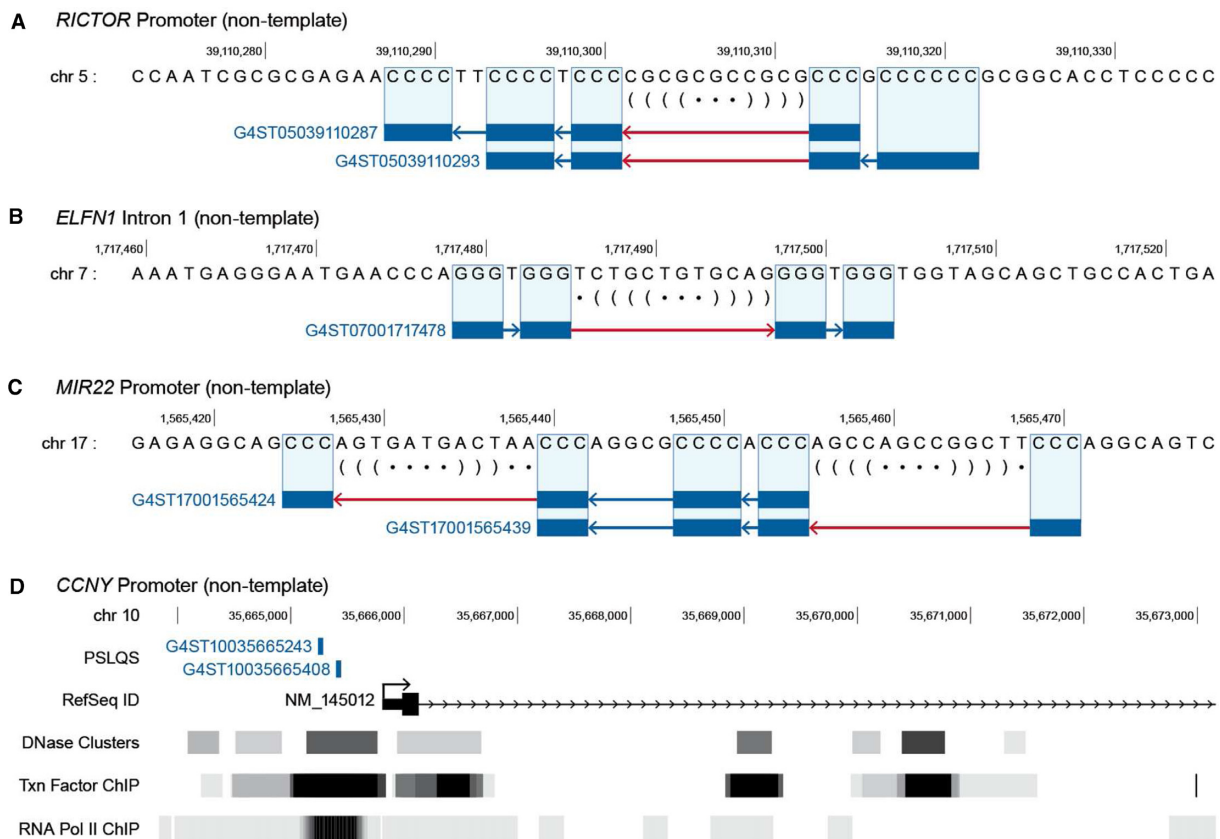 A RICTOR Promoter (non-template)
39,110,280 39,110,290 39,110,300 39,110,310 39,110,320 39,110,330
chr 5 : CCAATCGCGCGAGAACCCCTTCCCCTCCCCGCGCGCCGCGCCCGCCCCCCGCGGCACCTCCCCC
((((···))))
G4ST05039110287
G4ST05039110293
B ELFN1 Intron 1 (non-template)
1,717,460 1,717,470 1,717,480 1,717,490 1,717,500 1,717,510 1,717,520
chr 7 : AAATGAGGGAATGAACCCAGGGTGGGTCTGCTGTGCAGGGGTGGGTGGTAGCAGCTGCCACTGA
·((((···))))
G4ST07001717478
C MIR22 Promoter (non-template)
1,565,420 1,565,430 1,565,440 1,565,450 1,565,460 1,565,470
chr 17 : GAGAGGCAGCCCAGTGATGACTAACCCAGGCGCCCCACCCAGCCAGCCGGCTTCCCAGGCAGTC
(((····)))·· ((((····))))·
G4ST17001565424
G4ST17001565439
D CCNY Promoter (non-template)
chr 10 35,665,000 35,666,000 35,667,000 35,668,000 35,669,000 35,670,000 35,671,000 35,672,000 35,673,000
G4ST10035665243
PSLQS
G4ST10035665408
RefSeq ID NM_145012
DNase Clusters
Txn Factor ChIP
RNA Pol II ChIP